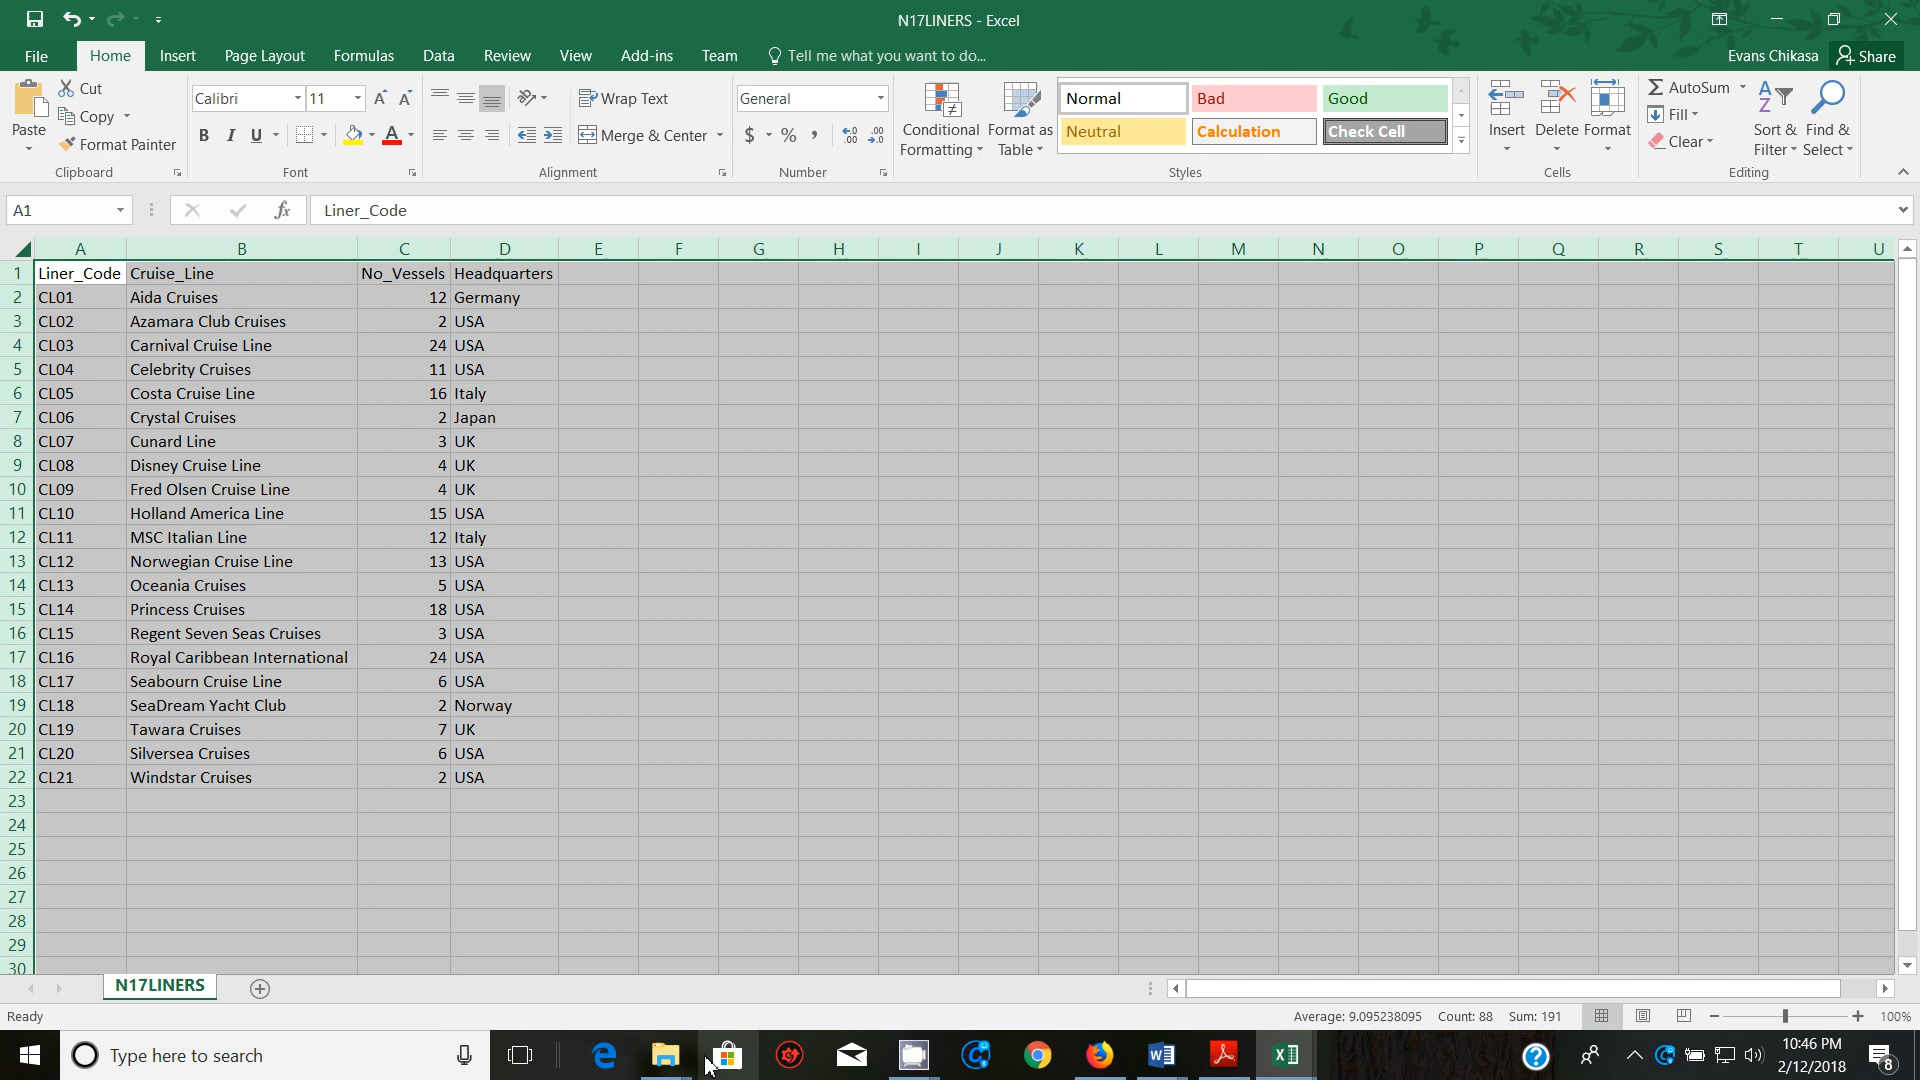 N17LINERS - Excel
File Home Insert Page Layout Formulas Data Review View Add-ins Team Tell me what you want to do... Evans Chikasa Share
Paste Cut Copy Format Painter Clipboard
Calibri 11 A A B I U A Font
Wrap Text Merge & Center Alignment
General $ % , .00 Number
Conditional Formatting Format as Table
Normal Bad Good
Neutral Calculation Check Cell
Styles
Insert Delete Format Cells
AutoSum Fill Clear Sort & Filter Find & Select Editing
A1 fx Liner_Code
A B C D E F G H I J K L M N O P Q R S T U
1 Liner_Code Cruise_Line No_Vessels Headquarters
2 CL01 Aida Cruises 12 Germany
3 CL02 Azamara Club Cruises 2 USA
4 CL03 Carnival Cruise Line 24 USA
5 CL04 Celebrity Cruises 11 USA
6 CL05 Costa Cruise Line 16 Italy
7 CL06 Crystal Cruises 2 Japan
8 CL07 Cunard Line 3 UK
9 CL08 Disney Cruise Line 4 UK
10 CL09 Fred Olsen Cruise Line 4 UK
11 CL10 Holland America Line 15 USA
12 CL11 MSC Italian Line 12 Italy
13 CL12 Norwegian Cruise Line 13 USA
14 CL13 Oceania Cruises 5 USA
15 CL14 Princess Cruises 18 USA
16 CL15 Regent Seven Seas Cruises 3 USA
17 CL16 Royal Caribbean International 24 USA
18 CL17 Seabourn Cruise Line 6 USA
19 CL18 SeaDream Yacht Club 2 Norway
20 CL19 Tawara Cruises 7 UK
21 CL20 Silversea Cruises 6 USA
22 CL21 Windstar Cruises 2 USA
23
24
25
26
27
28
29
30
N17LINERS
Ready Average: 9.095238095 Count: 88 Sum: 191 100%
Type here to search 10:46 PM
2/12/2018 8